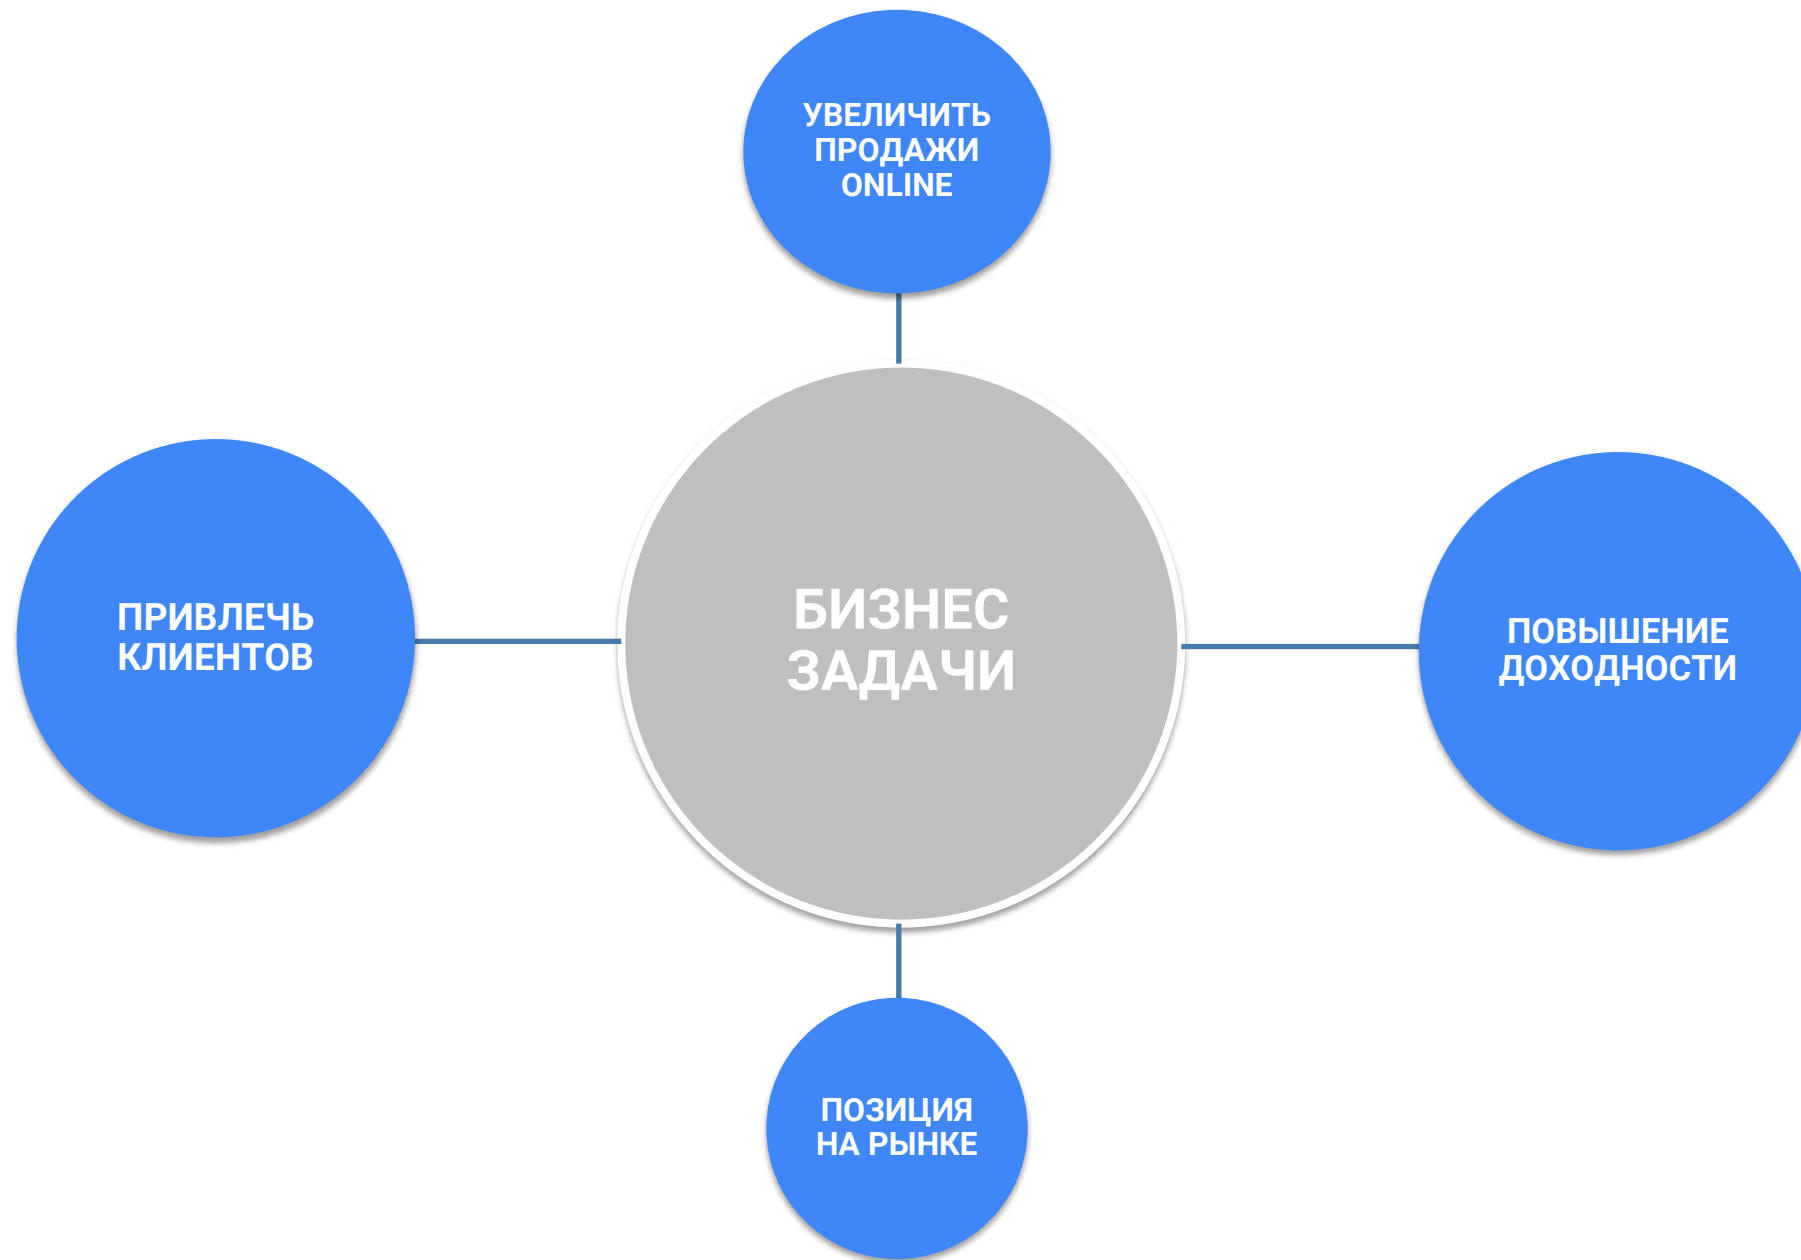 УВЕЛИЧИТЬ
ПРОДАЖИ
ONLINE
ПРИВЛЕЧЬ
КЛИЕНТОВ
БИЗНЕС
ЗАДАЧИ
ПОВЫШЕНИЕ
ДОХОДНОСТИ
ПОЗИЦИЯ
НА РЫНКЕ